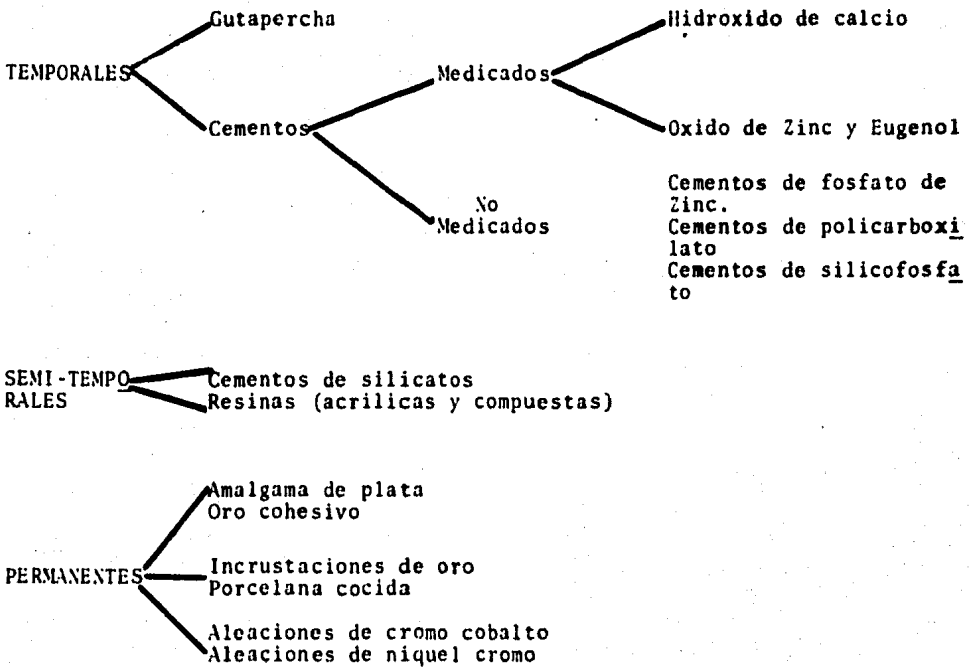 Gutapercha
Hidroxido de calcio
TEMPORALES
Medicados
Cementos
Oxido de Zinc y Eugenol
No
Medicados
Cementos de fosfato de
Zinc.
Cementos de policarboxi
lato
Cementos de silicofosfa
to
SEMI-TEMPO
RALES
Cementos de silicatos
Resinas (acrilicas y compuestas)
Amalgama de plata
Oro cohesivo
PERMANENTES
Incrustaciones de oro
Porcelana cocida
Aleaciones de cromo cobalto
Aleaciones de niquel cromo